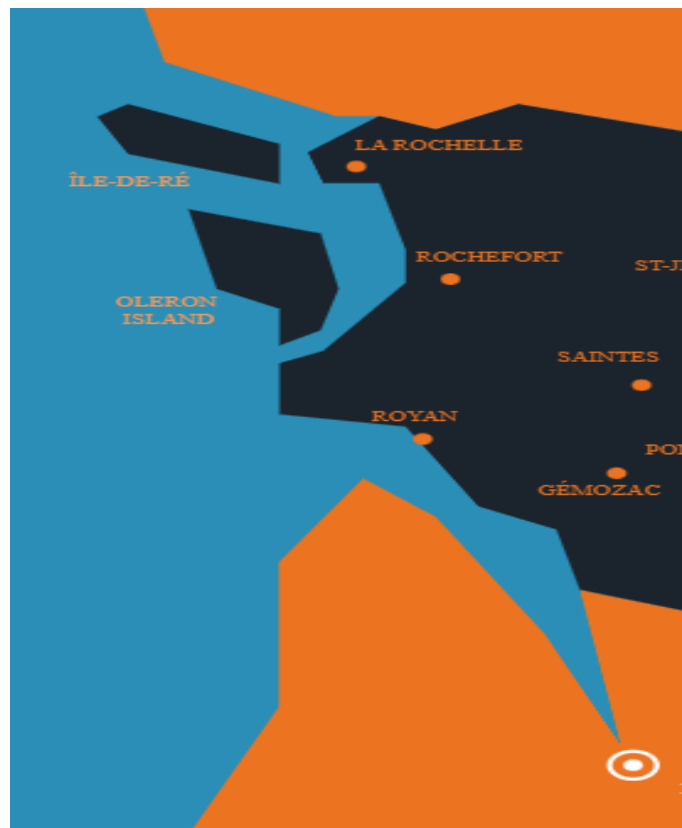 LA ROCHELLE
ÎLE-DE-RÉ
ROCHEFORT
OLERON
ISLAND
SAINTES
ROYAN
GÉMOZAC